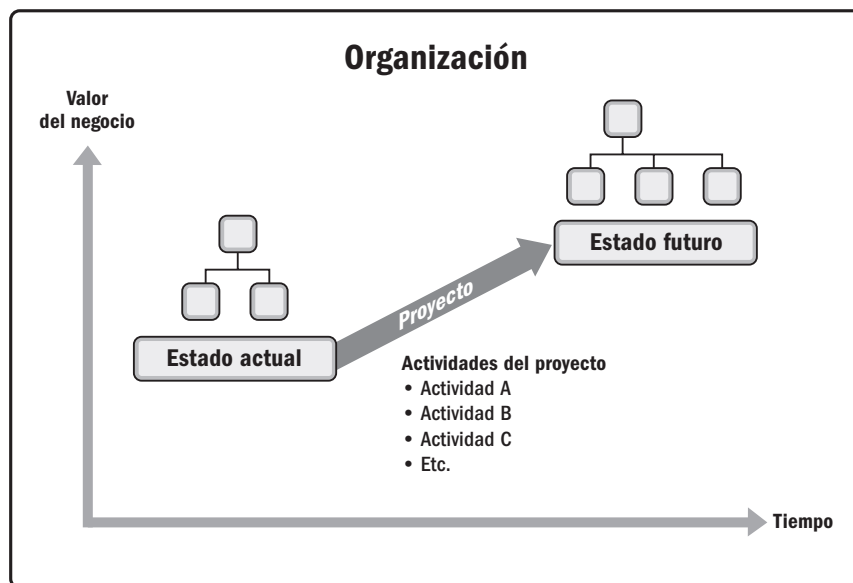 Organización
Valor
del negocio
Estado futuro
Proyecto
Estado actual
Actividades del proyecto
• Actividad A
• Actividad B
• Actividad C
• Etc.
Tiempo